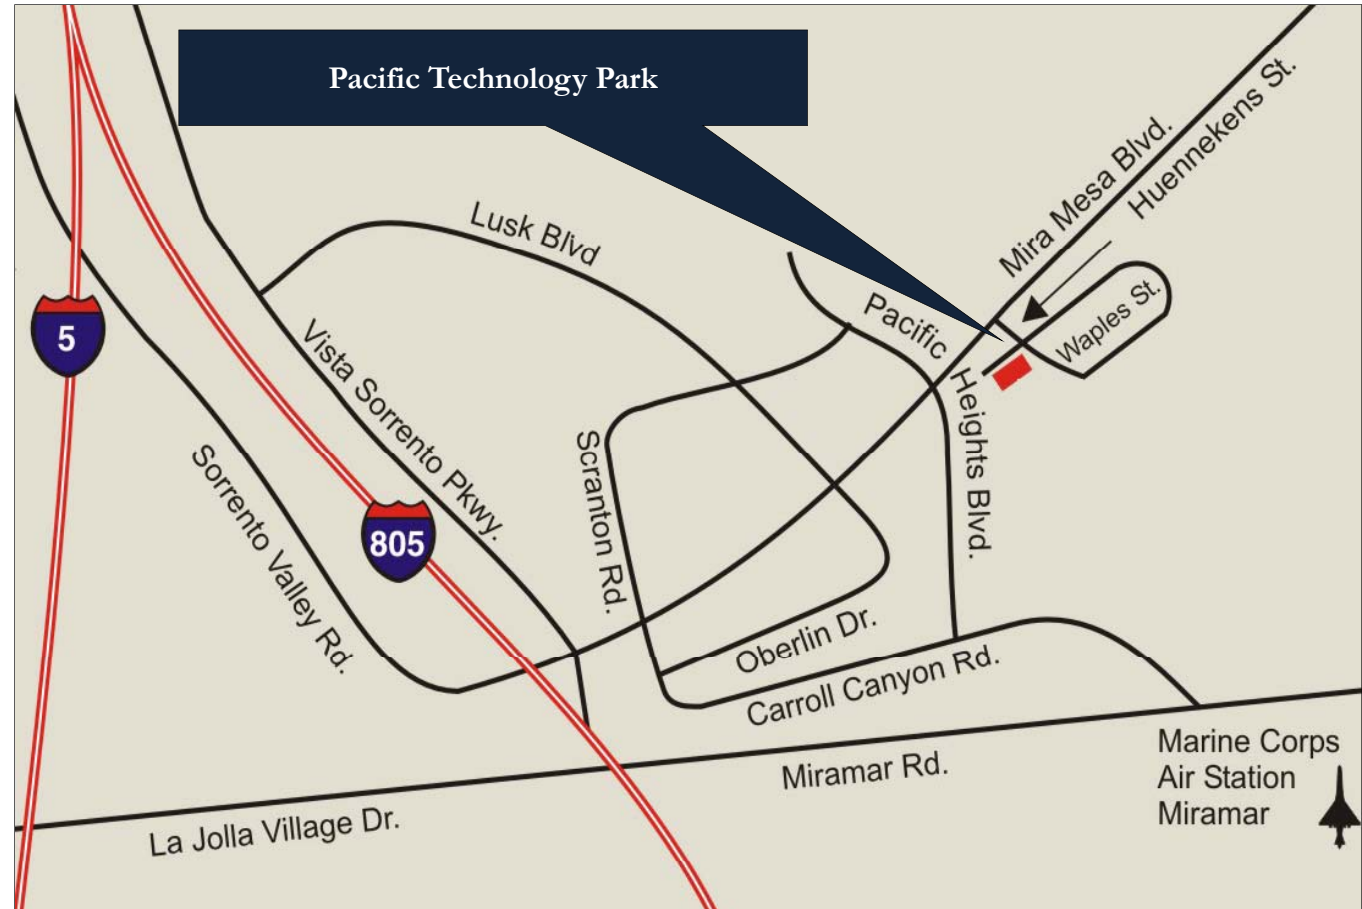 Pacific Technology Park
Mira Mesa Blvd.
Huennekens St.
Lusk Blvd
Pacific
Heights Blvd.
Waples St.
5
Vista Sorrento Pkwy.
Scranton Rd.
Sorrento Valley Rd.
805
Oberlin Dr.
Carroll Canyon Rd.
Miramar Rd.
La Jolla Village Dr.
Marine Corps
Air Station
Miramar